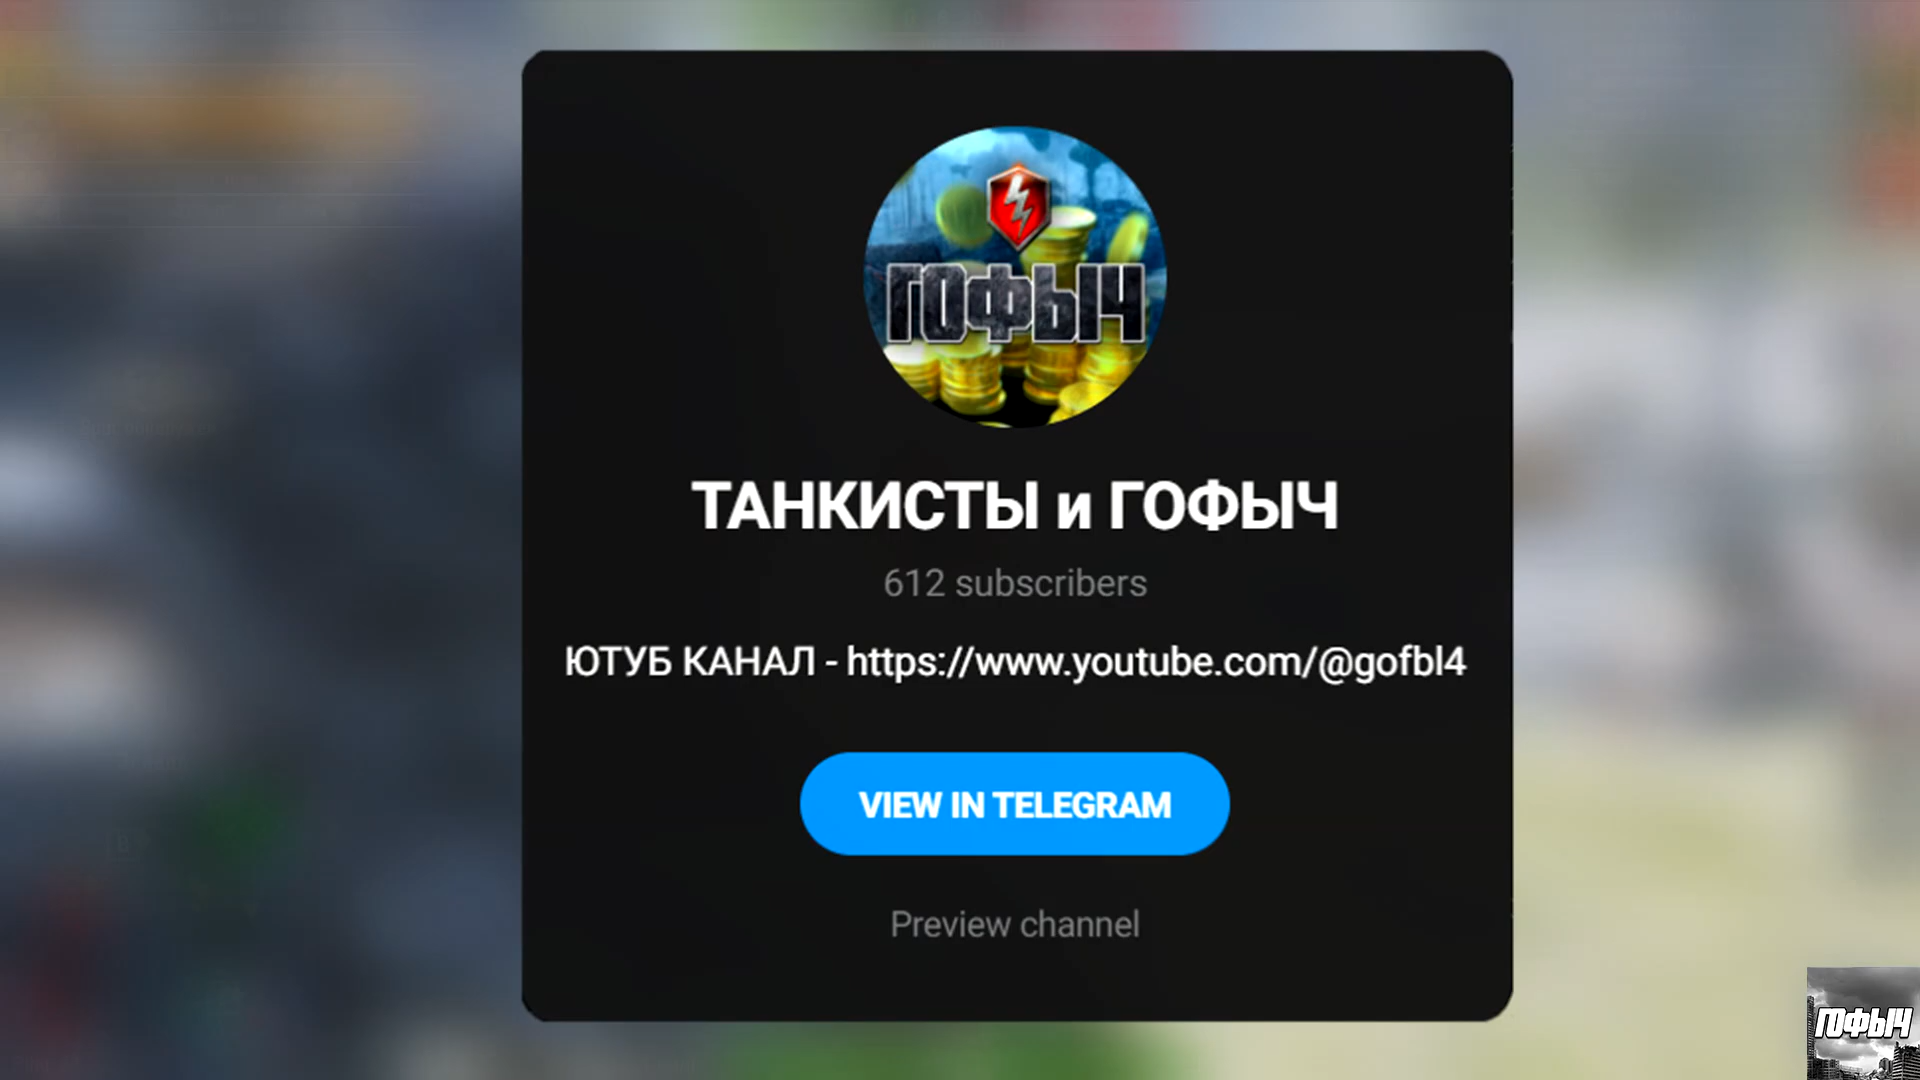 ГОФЫЧ
ТАНКИСТЫ и ГОФЫЧ
612 subscribers
ЮТУБ КАНАЛ - https://www.youtube.com/@gofbl4
VIEW IN TELEGRAM
Preview channel
ГОФЫЧ